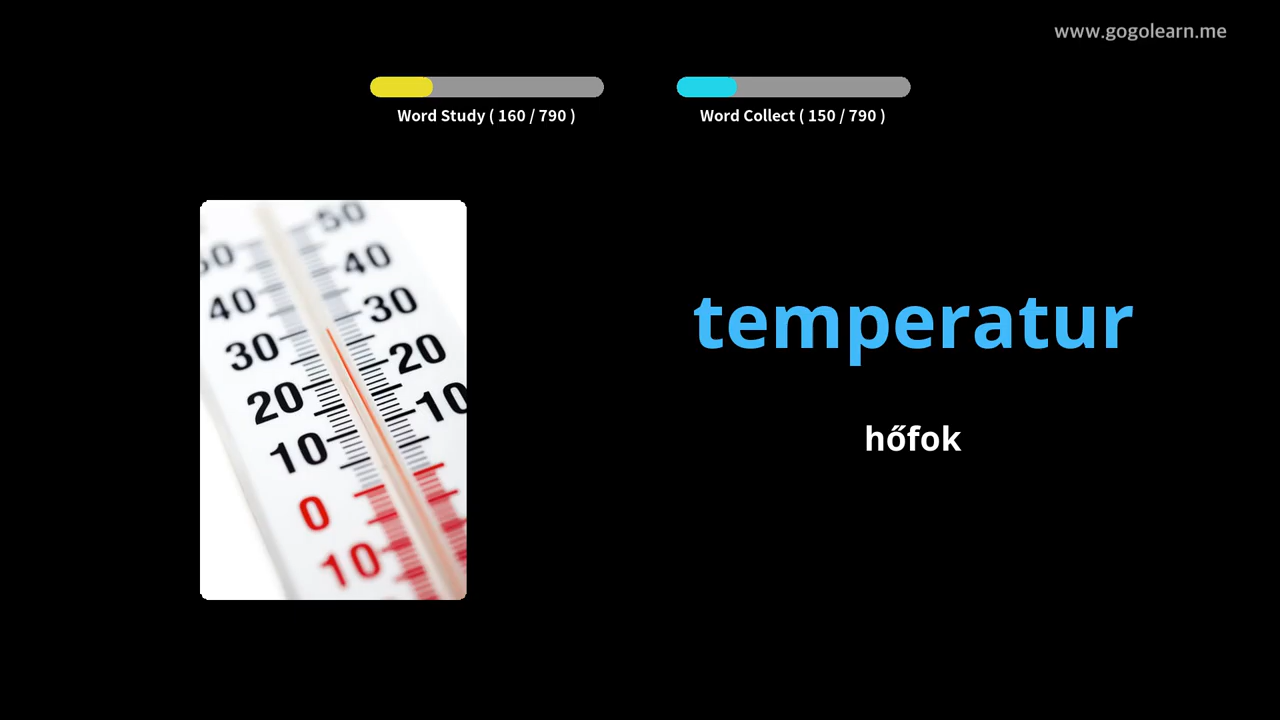 www.gogolearn.me
Word Study ( 160 / 790 )
Word Collect ( 150 / 790 )
50
40
40
30
30
20
20
10
10
0
10
temperatur
hőfok